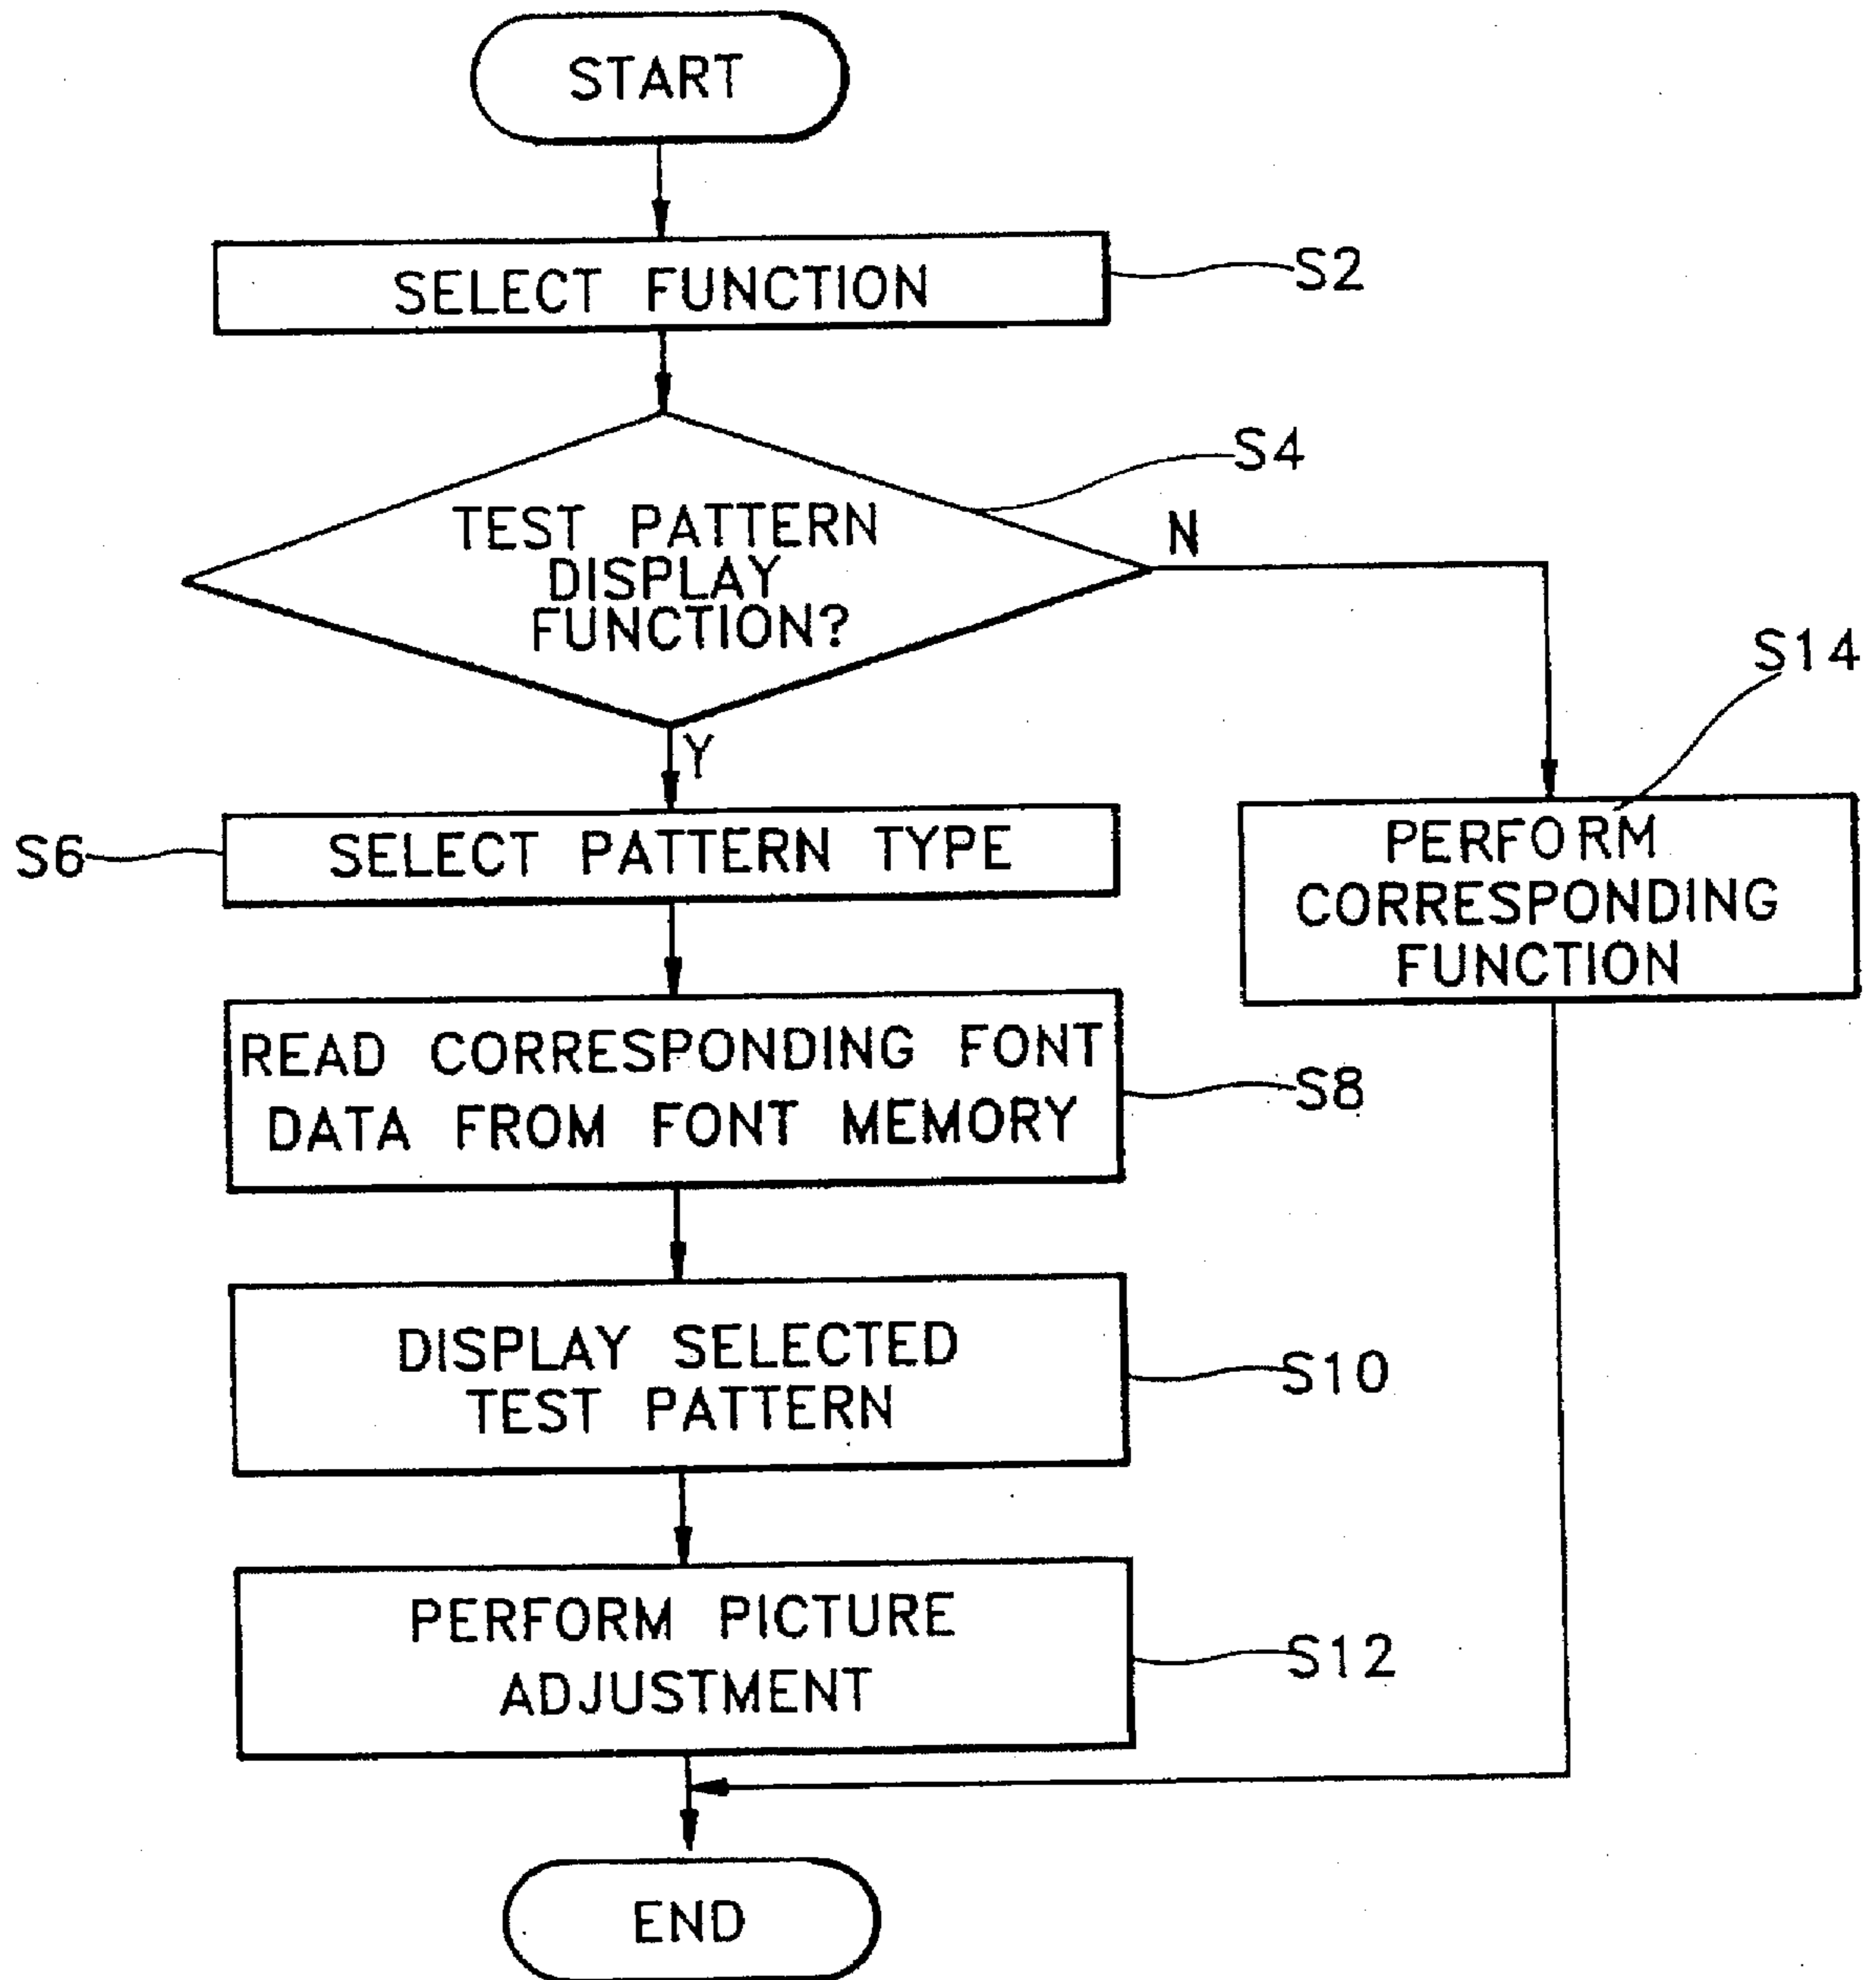 START
SELECT FUNCTION
S2
S4
TEST PATTERN
DISPLAY
FUNCTION?
N
Y
S14
S6
SELECT PATTERN TYPE
PERFORM
CORRESPONDING
FUNCTION
READ CORRESPONDING FONT
DATA FROM FONT MEMORY
S8
DISPLAY SELECTED
TEST PATTERN
S10
PERFORM PICTURE
ADJUSTMENT
S12
END